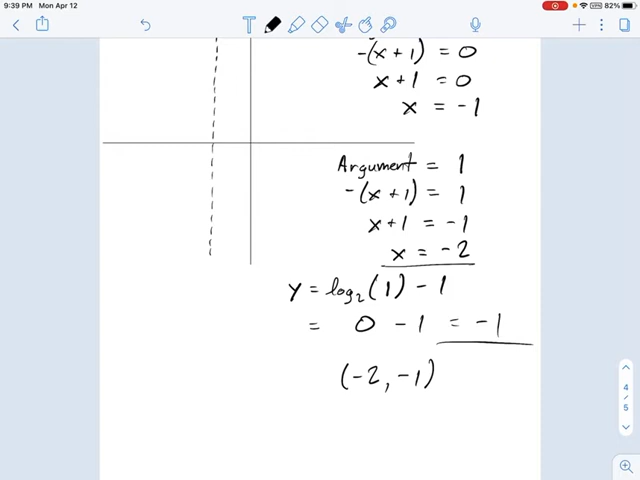 9:39 PM Mon Apr 12
82%
T
-(x + 1) = 0
x + 1 = 0
x = -1
Argument = 1
-(x + 1) = 1
x + 1 = -1
x = -2
y = log₂(1) - 1
= 0 - 1 = -1
(-2, -1)
4
/
5